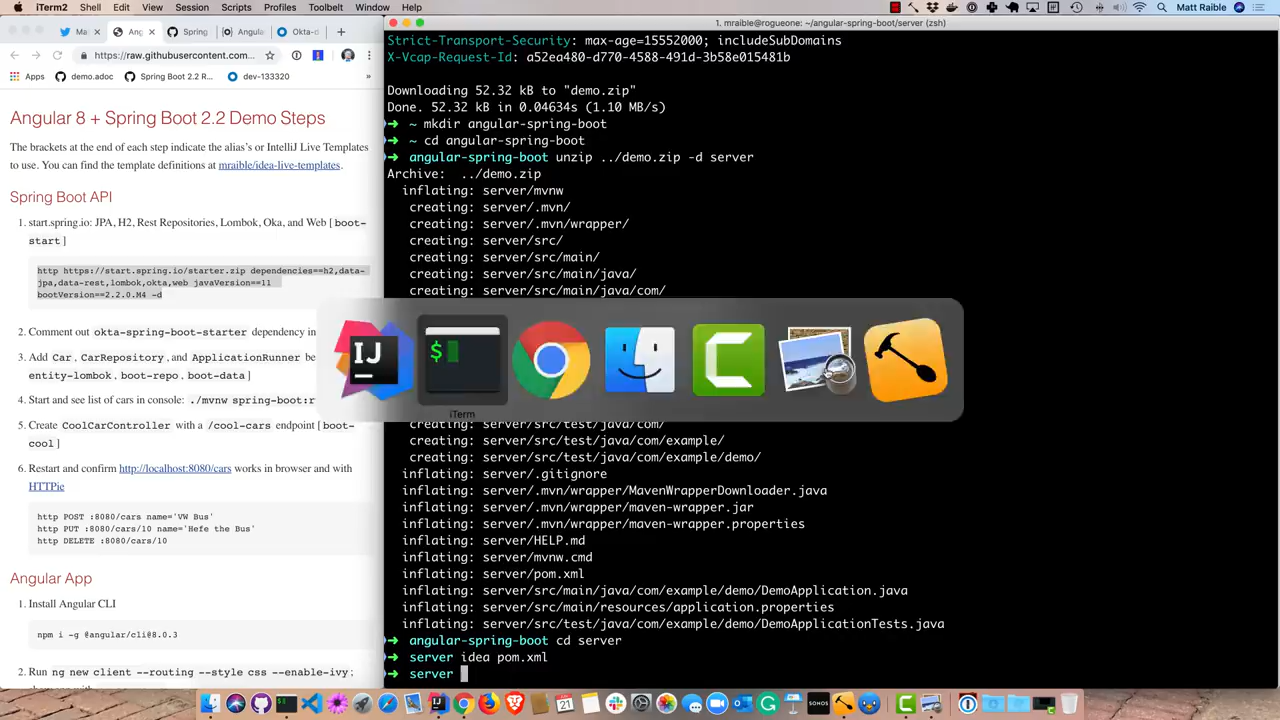 iTerm2 Shell Edit View Session Scripts Profiles Toolbelt Window Help
Matt Raible
1. mraible@rogueone: ~/angular-spring-boot/server (zsh)
Ma
Ang
Spring
Angula
Okta-d
https://raw.githubusercontent.com...
Apps demo.adoc Spring Boot 2.2 R... dev-133320 »
Angular 8 + Spring Boot 2.2 Demo Steps
The brackets at the end of each step indicate the alias's or IntelliJ Live Templates
to use. You can find the template definitions at mraible/idea-live-templates.
Spring Boot API
1. start.spring.io: JPA, H2, Rest Repositories, Lombok, Oka, and Web [ boot-
start ]
http https://start.spring.io/starter.zip dependencies==h2,data-
jpa,data-rest,lombok,okta,web javaVersion==11
bootVersion==2.2.0.M4 -d
2. Comment out okta-spring-boot-starter dependency in
3. Add Car, CarRepository, and ApplicationRunner be
entity-lombok, boot-repo, boot-data ]
4. Start and see list of cars in console: ./mvnw spring-boot:r
5. Create CoolCarController with a /cool-cars endpoint [ boot-
cool ]
6. Restart and confirm http://localhost:8080/cars works in browser and with
HTTPie
http POST :8080/cars name='VW Bus'
http PUT :8080/cars/10 name='Hefe the Bus'
http DELETE :8080/cars/10
Angular App
1. Install Angular CLI
npm i -g @angular/cli@8.0.3
2. Run ng new client --routing --style css --enable-ivy;
Strict-Transport-Security: max-age=15552000; includeSubDomains
X-Vcap-Request-Id: a52ea480-d770-4588-491d-3b58e015481b
Downloading 52.32 kB to "demo.zip"
Done. 52.32 kB in 0.04634s (1.10 MB/s)
➜ ~ mkdir angular-spring-boot
➜ ~ cd angular-spring-boot
➜ angular-spring-boot unzip ../demo.zip -d server
Archive: ../demo.zip
inflating: server/mvnw
creating: server/.mvn/
creating: server/.mvn/wrapper/
creating: server/src/
creating: server/src/main/
creating: server/src/main/java/
creating: server/src/main/java/com/
IJ
$
iTerm
creating: server/src/test/java/com/
creating: server/src/test/java/com/example/
creating: server/src/test/java/com/example/demo/
inflating: server/.gitignore
inflating: server/.mvn/wrapper/MavenWrapperDownloader.java
inflating: server/.mvn/wrapper/maven-wrapper.jar
inflating: server/.mvn/wrapper/maven-wrapper.properties
inflating: server/HELP.md
inflating: server/mvnw.cmd
inflating: server/pom.xml
inflating: server/src/main/java/com/example/demo/DemoApplication.java
inflating: server/src/main/resources/application.properties
inflating: server/src/test/java/com/example/demo/DemoApplicationTests.java
➜ angular-spring-boot cd server
➜ server idea pom.xml
➜ server
SONOS